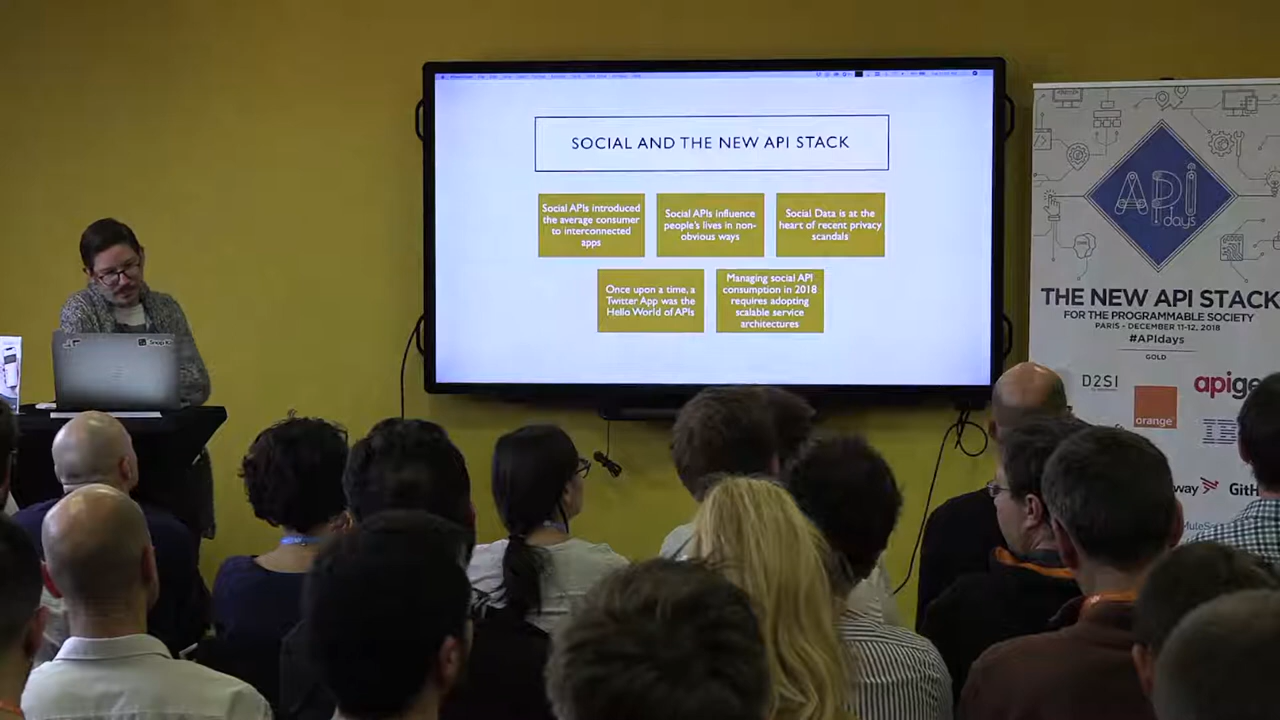 SOCIAL AND THE NEW API STACK
Social APIs introduced
the average consumer
to interconnected
apps
Social APIs influence
people's lives in non-
obvious ways
Social Data is at the
heart of recent privacy
scandals
Once upon a time, a
Twitter App was the
Hello World of APIs
Managing social API
consumption in 2018
requires adopting
scalable service
architectures
API
days
THE NEW API STACK
FOR THE PROGRAMMABLE SOCIETY
PARIS - DECEMBER 11-12, 2018
#APIdays
GOLD
D2SI
apige
orange
IBM
way
GitH
MuleS